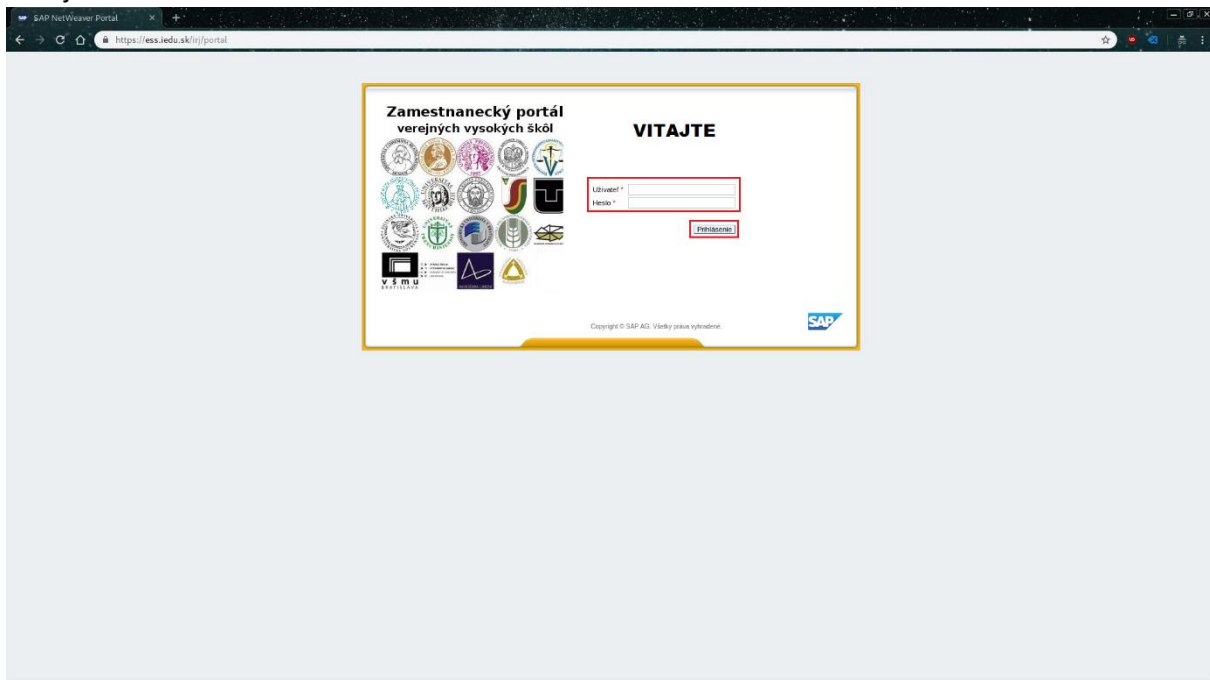 SAP NetWeaver Portal
https://ess.iedu.sk/irj/portal
Zamestnanecký portál
verejných vysokých škôl
VITAJTE
Užívateľ *
Heslo *
Prihlásenie
všmu
BRATISLAVA
Copyright © SAP AG. Všetky práva vyhradené.
SAP